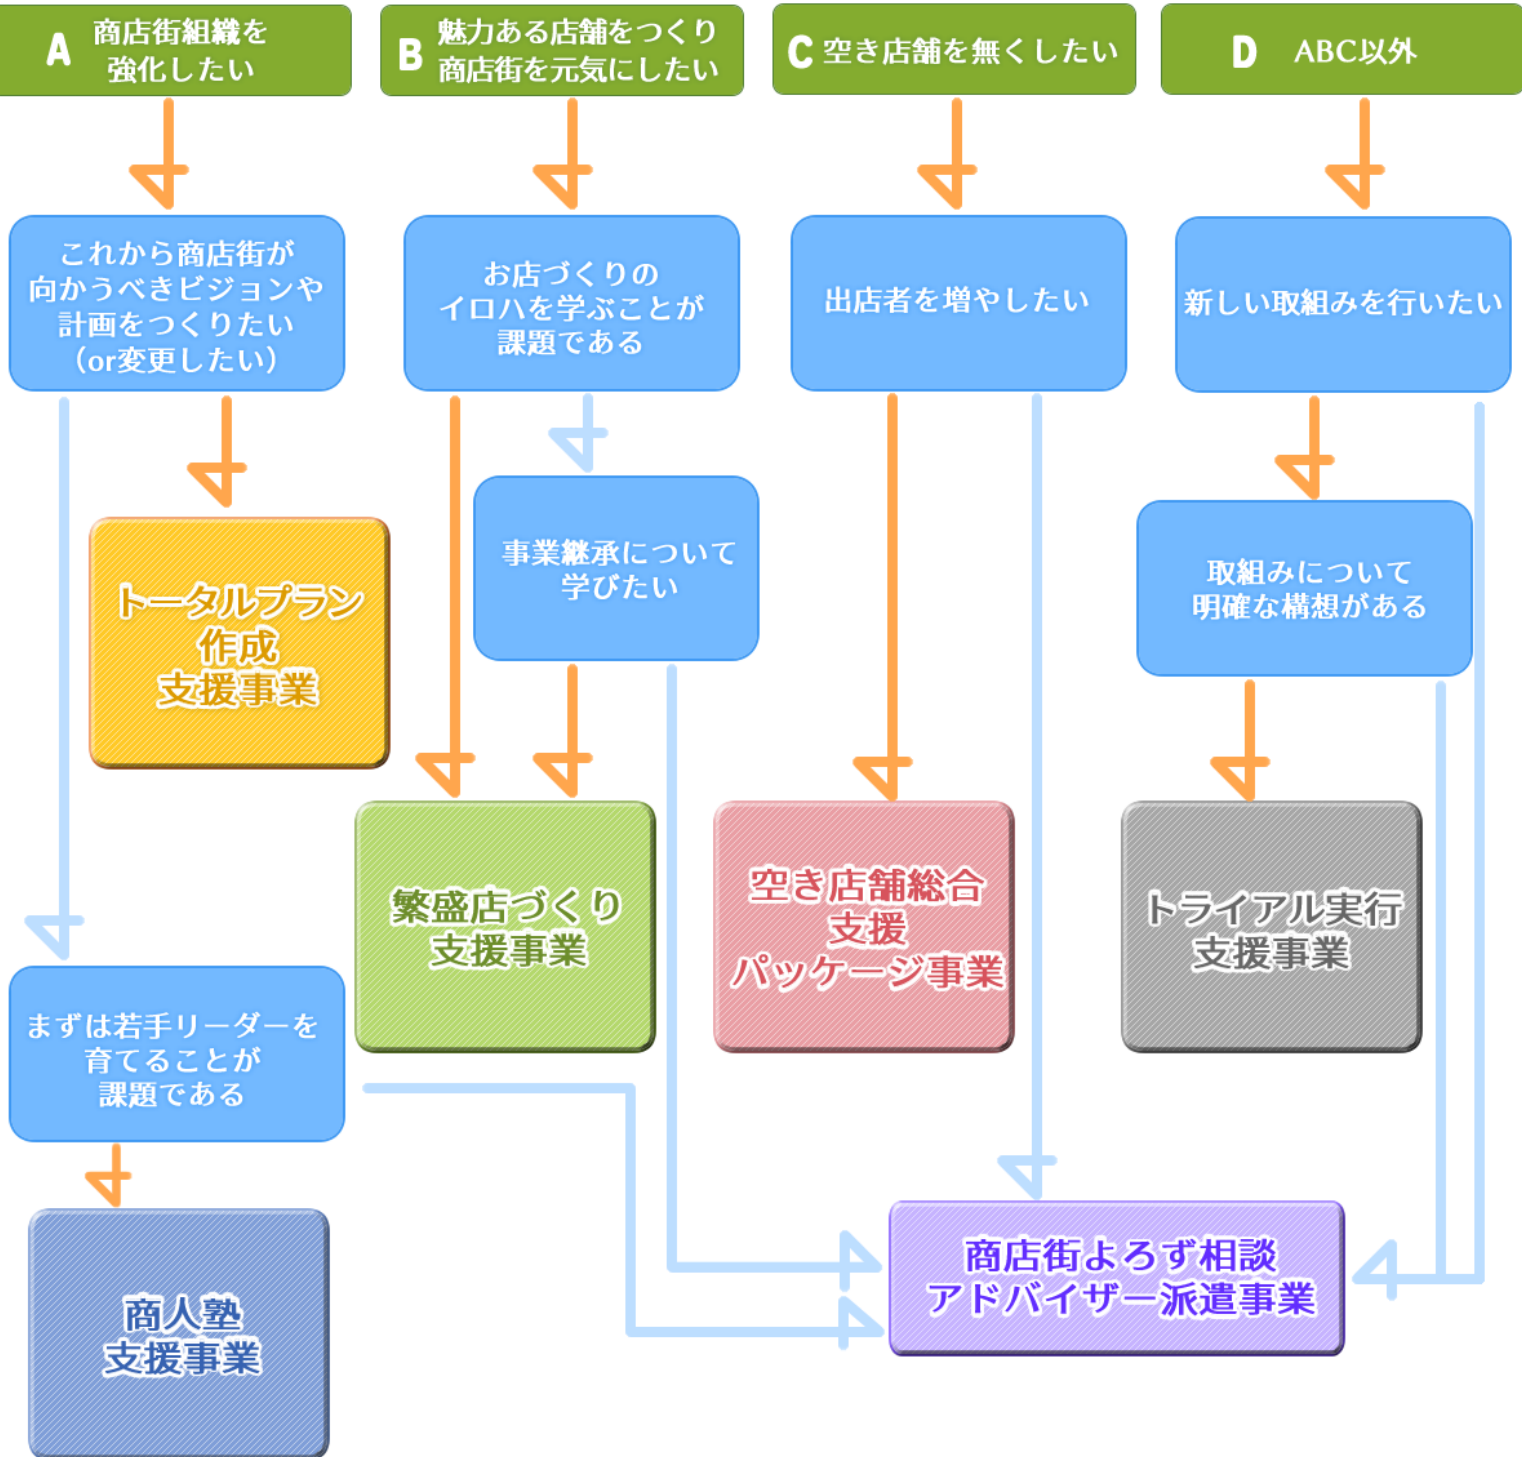 A 商店街組織を
強化したい
B 魅力ある店舗をつくり
商店街を元気にしたい
C 空き店舗を無くしたい
D ABC以外
これから商店街が
向かうべきビジョンや
計画をつくりたい
（or変更したい）
お店づくりの
イロハを学ぶことが
課題である
出店者を増やしたい
新しい取組みを行いたい
事業継承について
学びたい
取組みについて
明確な構想がある
トータルプラン
作成
支援事業
繁盛店づくり
支援事業
空き店舗総合
支援
パッケージ事業
トライアル実行
支援事業
まずは若手リーダーを
育てることが
課題である
商人塾
支援事業
商店街よろず相談
アドバイザー派遣事業